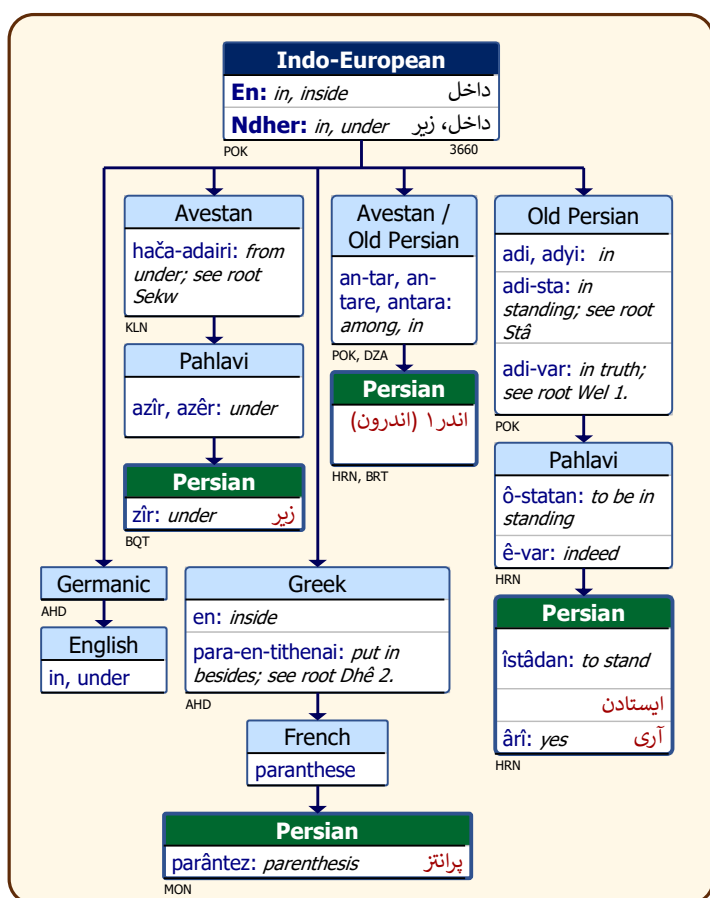 Indo-European
En: in, inside داخل
Ndher: in, under داخل، زیر
POK 3660
Avestan
hača-adairi: from
under; see root
Sekw
KLN
Pahlavi
azîr, azêr: under
Persian
zîr: under زیر
BQT
Avestan /
Old Persian
an-tar, an-
tare, antara:
among, in
POK, DZA
Persian
اندر۱ (اندرون)
HRN, BRT
Old Persian
adi, adyi: in
adi-sta: in
standing; see root
Stâ
adi-var: in truth;
see root Wel 1.
POK
Pahlavi
ô-statan: to be in
standing
ê-var: indeed
HRN
Persian
îstâdan: to stand
ایستادن
ârî: yes آری
HRN
Germanic
AHD
English
in, under
Greek
en: inside
para-en-tithenai: put in
besides; see root Dhê 2.
AHD
French
paranthese
Persian
parântez: parenthesis پرانتز
MON